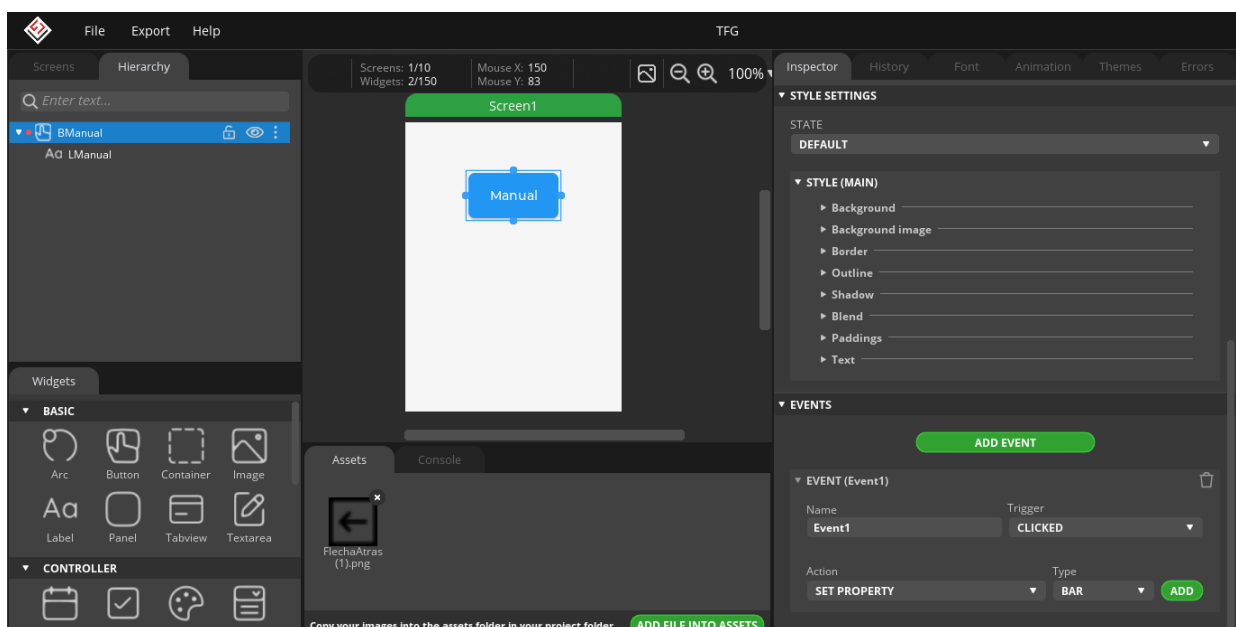 File Export Help TFG
Screens Hierarchy
Enter text...
BManual
Aa LManual
Widgets
BASIC
Arc Button Container Image
Aa
Label Panel Tabview Textarea
CONTROLLER
Screens: 1/10 Mouse X: 150
Widgets: 2/150 Mouse Y: 83
100%
Screen1
Manual
Assets Console
FlechaAtras
(1).png
Copy your images into the assets folder in your project folder. ADD FILE INTO ASSETS
Inspector History Font Animation Themes Errors
STYLE SETTINGS
STATE
DEFAULT
STYLE (MAIN)
Background
Background image
Border
Outline
Shadow
Blend
Paddings
Text
EVENTS
ADD EVENT
EVENT (Event1)
Name Trigger
Event1 CLICKED
Action Type
SET PROPERTY BAR ADD